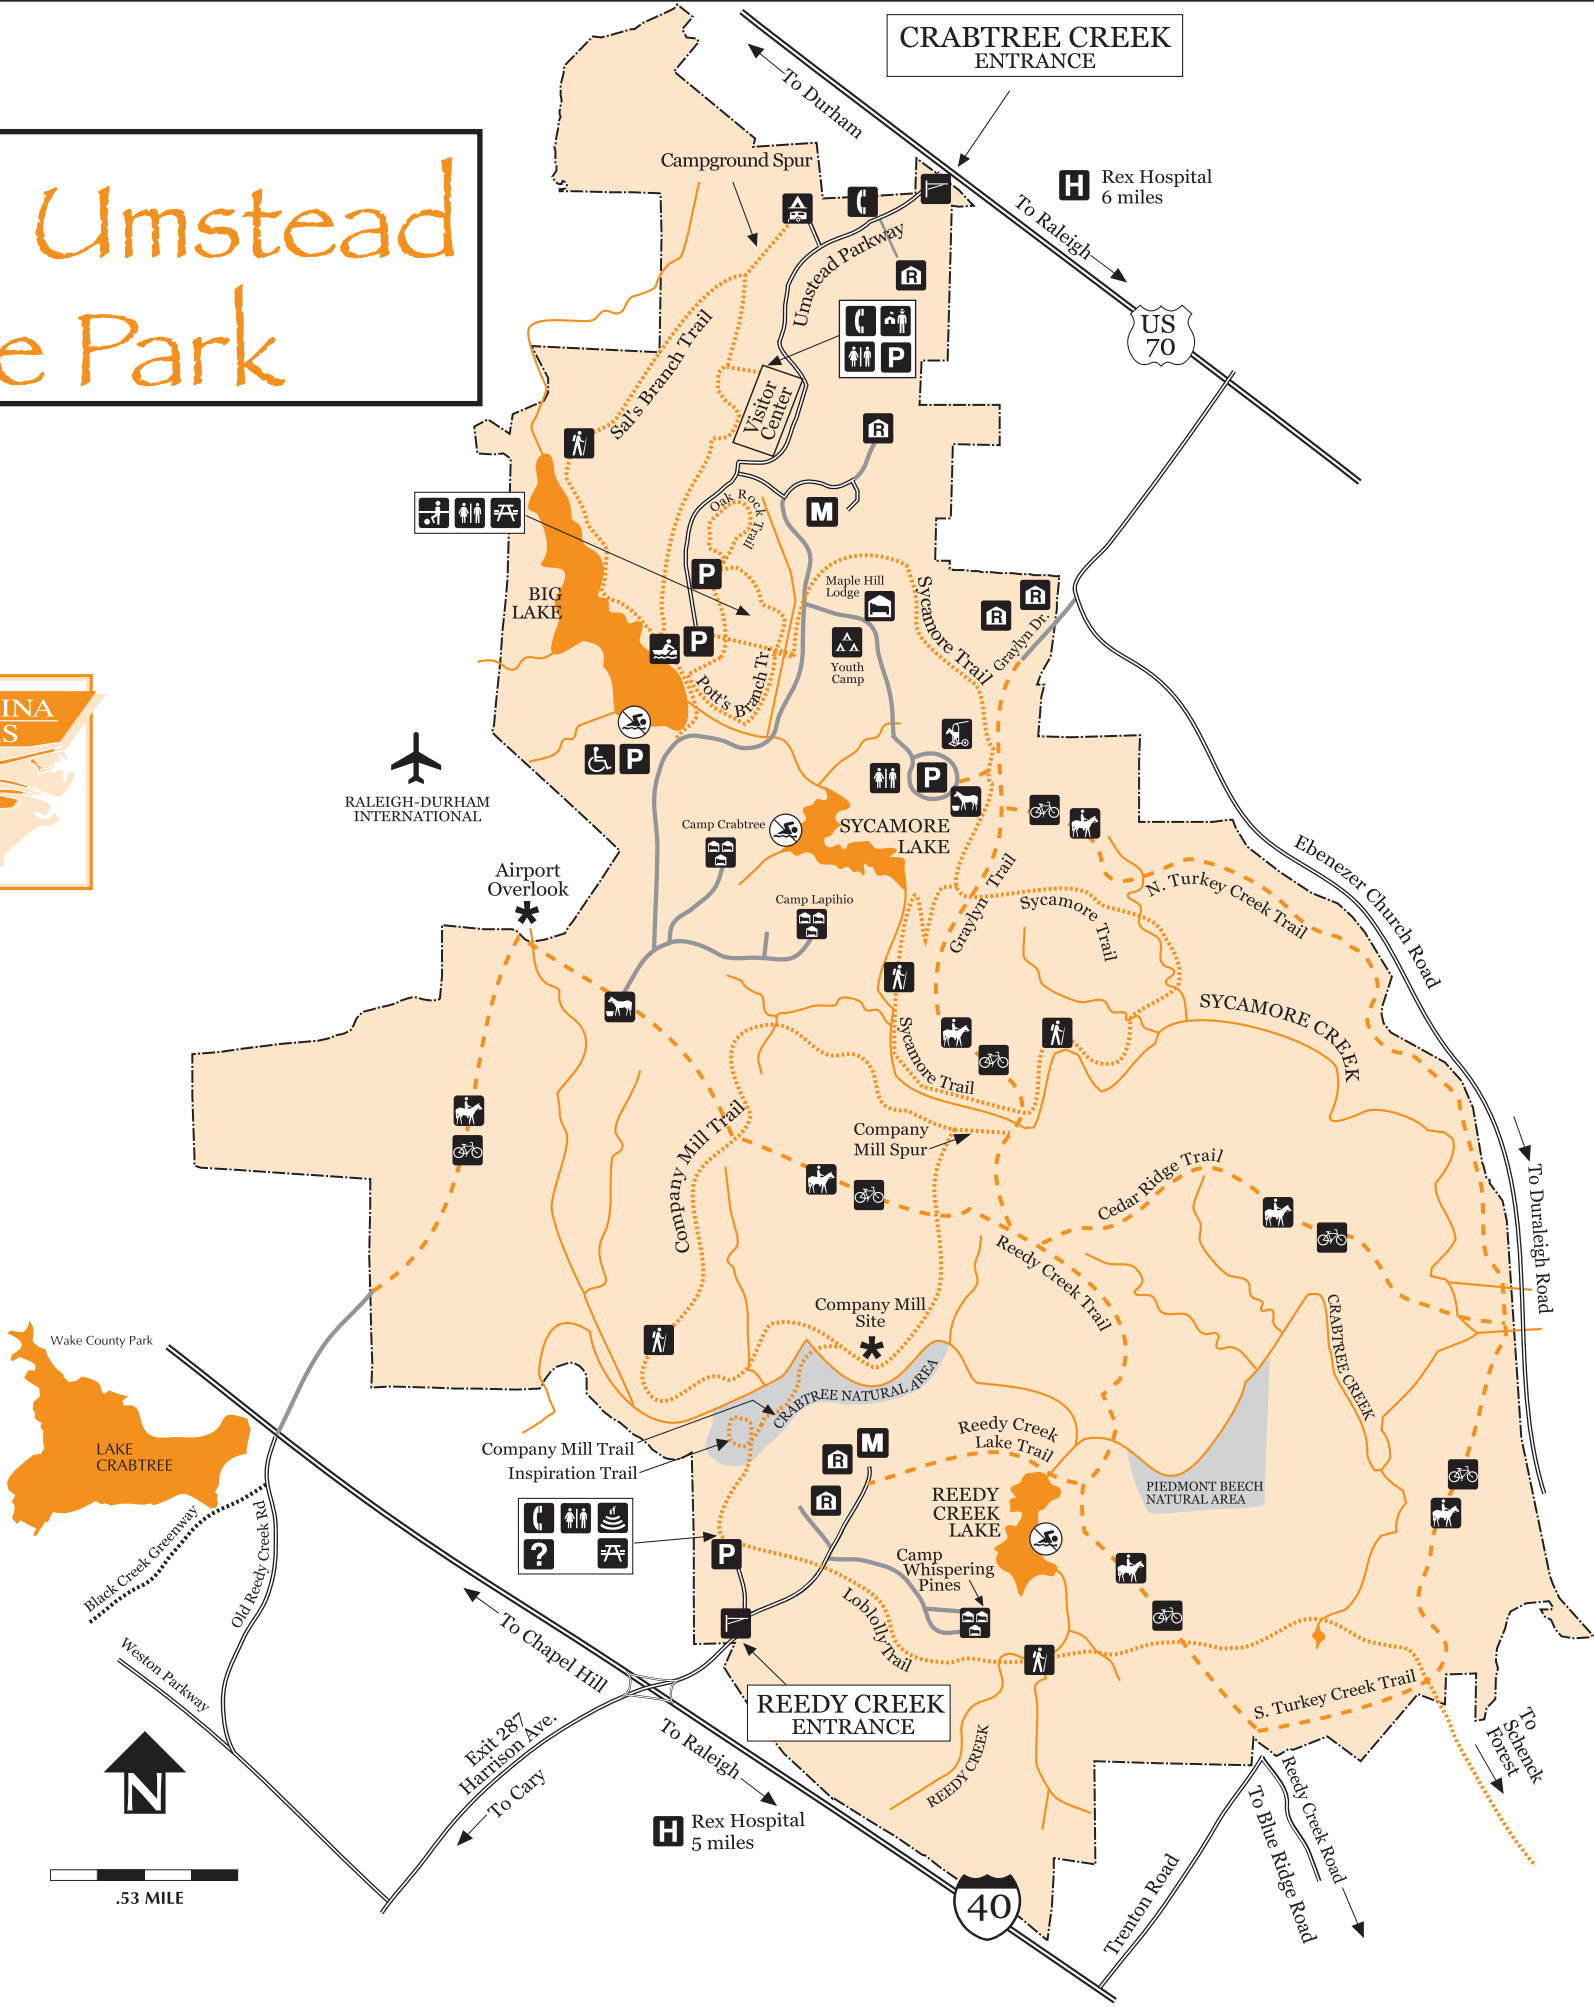 CRABTREE CREEK
ENTRANCE
To Durham
Campground Spur
H
Rex Hospital
6 miles
To Raleigh
Umstead
e Park
Umstead Parkway
R
US
70
P
Sal's Branch Trail
Visitor
Center
R
M
Oak Rock
Trail
P
BIG
LAKE
Maple Hill
Lodge
Sycamore Trail
R
R
Graylyn Dr.
P
Youth
Camp
Pott's Branch Tr.
INA
S
P
P
RALEIGH-DURHAM
INTERNATIONAL
Camp Crabtree
SYCAMORE
LAKE
Ebenezer Church Road
Airport
Overlook
*
Camp Lapihio
Graylyn Trail
Sycamore
Trail
N. Turkey Creek Trail
SYCAMORE CREEK
Sycamore Trail
Company Mill Trail
Company
Mill Spur
Cedar Ridge Trail
To Duraleigh Road
Reedy Creek Trail
Company Mill
Site
*
CRABTREE CREEK
Wake County Park
CRABTREE NATURAL AREA
LAKE
CRABTREE
Company Mill Trail
Inspiration Trail
M
R
R
Reedy Creek
Lake Trail
REEDY
CREEK
LAKE
PIEDMONT BEECH
NATURAL AREA
?
P
Camp
Whispering
Pines
Black Creek Greenway
Old Reedy Creek Rd
Loblolly Trail
To Chapel Hill
Weston Parkway
REEDY CREEK
ENTRANCE
S. Turkey Creek Trail
To
Schenck
Forest
Exit 287
Harrison Ave.
To Cary
To Raleigh
REEDY CREEK
Reedy Creek Road
To Blue Ridge Road
N
H
Rex Hospital
5 miles
.53 MILE
40
Trenton Road